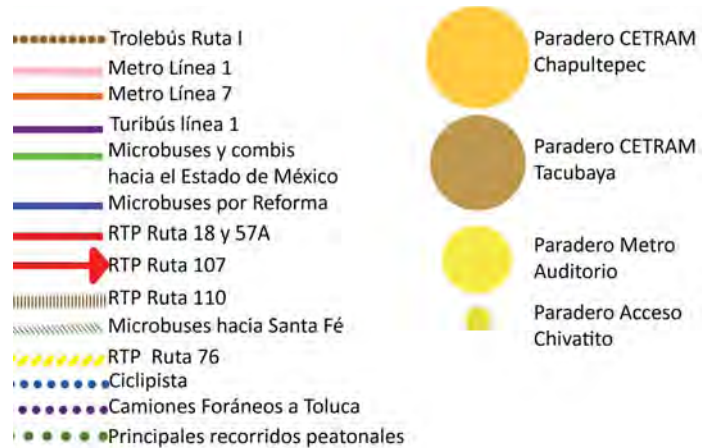 Trolebús Ruta I
Metro Línea 1
Metro Línea 7
Turibús línea 1
Microbuses y combis
hacia el Estado de México
Microbuses por Reforma
RTP Ruta 18 y 57A
RTP Ruta 107
RTP Ruta 110
Microbuses hacia Santa Fé
RTP Ruta 76
Ciclipista
Camiones Foráneos a Toluca
Principales recorridos peatonales
Paradero CETRAM
Chapultepec
Paradero CETRAM
Tacubaya
Paradero Metro
Auditorio
Paradero Acceso
Chivatito